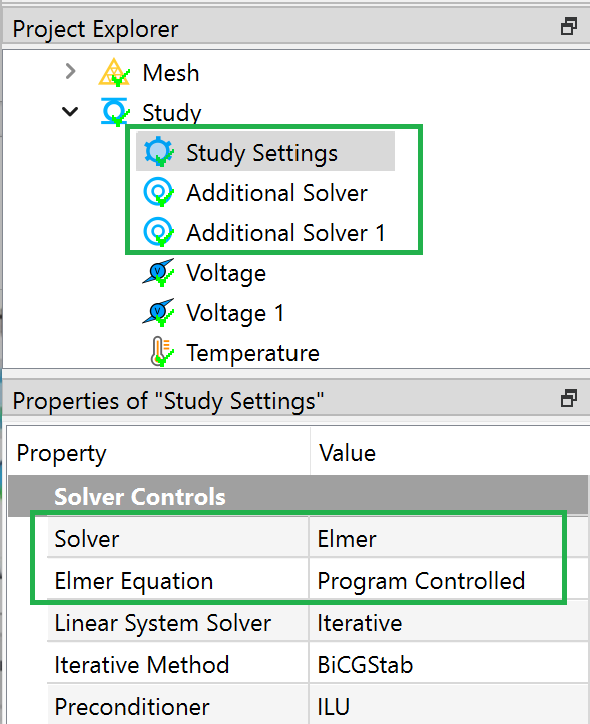 Project Explorer
Mesh
Study
Study Settings
Additional Solver
Additional Solver 1
Voltage
Voltage 1
Temperature
Properties of "Study Settings"
Property Value
Solver Controls
Solver Elmer
Elmer Equation Program Controlled
Linear System Solver Iterative
Iterative Method BiCGStab
Preconditioner ILU